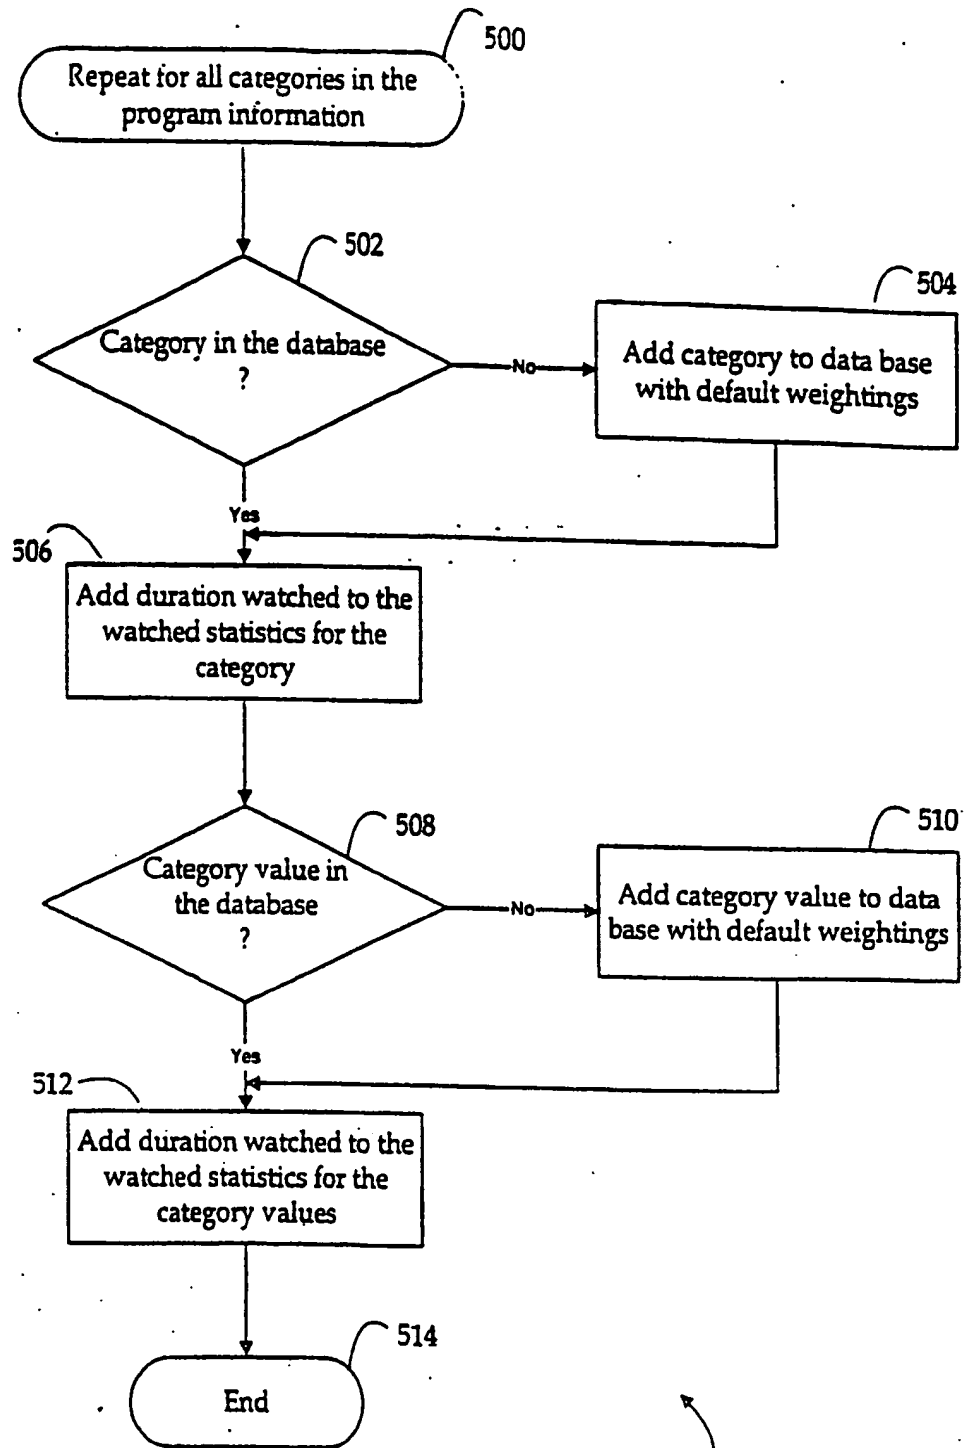 500
Repeat for all categories in the
program information
502
Category in the database
?
No
504
Add category to data base
with default weightings
Yes
506
Add duration watched to the
watched statistics for the
category
508
Category value in
the database
?
No
510
Add category value to data
base with default weightings
Yes
512
Add duration watched to the
watched statistics for the
category values
514
End